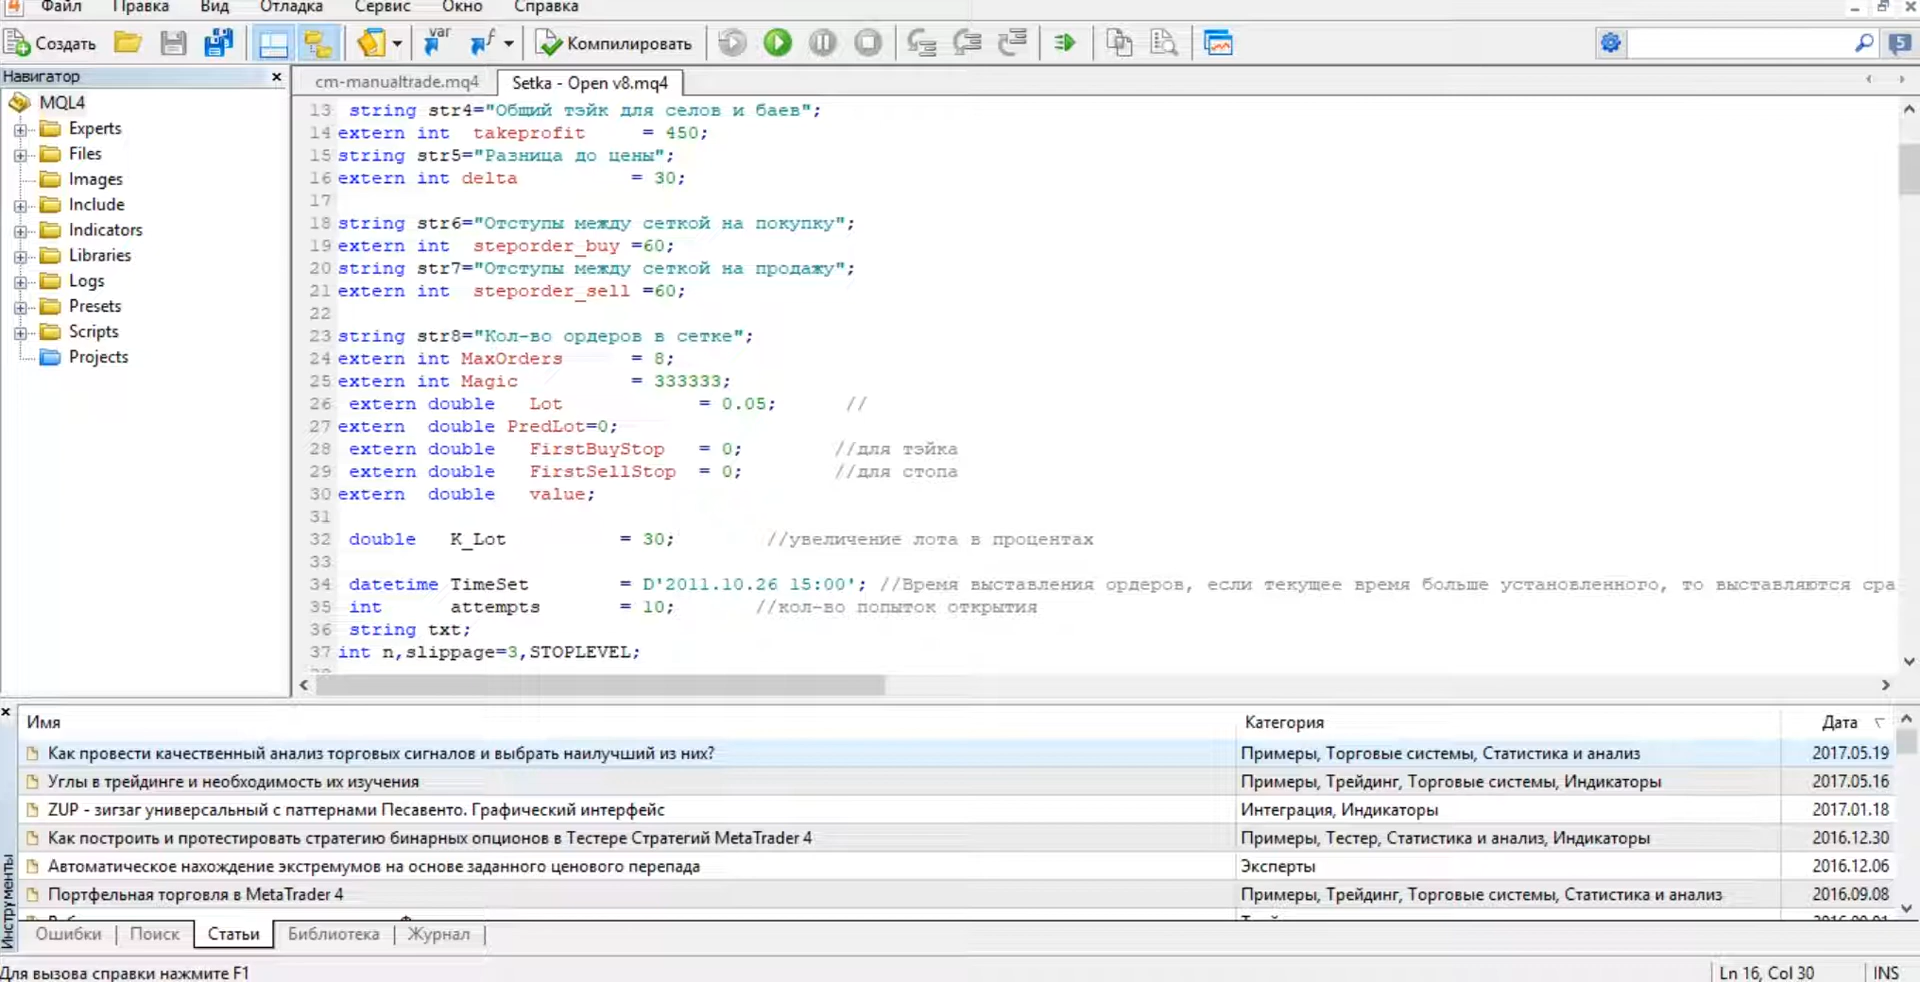 Файл Правка Вид Отладка Сервис Окно Справка
Создать var Компилировать 5
Навигатор
MQL4
Experts
Files
Images
Include
Indicators
Libraries
Logs
Presets
Scripts
Projects
cm-manualtrade.mq4 Setka - Open v8.mq4
13 string str4="Общий тэйк для селов и баев";
14 extern int takeprofit = 450;
15 string str5="Разница до цены";
16 extern int delta = 30;
17
18 string str6="Отступы между сеткой на покупку";
19 extern int steporder_buy =60;
20 string str7="Отступы между сеткой на продажу";
21 extern int steporder_sell =60;
22
23 string str8="Кол-во ордеров в сетке";
24 extern int MaxOrders = 8;
25 extern int Magic = 333333;
26 extern double Lot = 0.05; //
27 extern double PredLot=0;
28 extern double FirstBuyStop = 0; //для тэйка
29 extern double FirstSellStop = 0; //для стопа
30 extern double value;
31
32 double K_Lot = 30; //увеличение лота в процентах
33
34 datetime TimeSet = D'2011.10.26 15:00'; //Время выставления ордеров, если текущее время больше установленного, то выставляются сра
35 int attempts = 10; //кол-во попыток открытия
36 string txt;
37 int n,slippage=3,STOPLEVEL;
Имя Категория Дата
Как провести качественный анализ торговых сигналов и выбрать наилучший из них? Примеры, Торговые системы, Статистика и анализ 2017.05.19
Углы в трейдинге и необходимость их изучения Примеры, Трейдинг, Торговые системы, Индикаторы 2017.05.16
ZUP - зигзаг универсальный с паттернами Песавенто. Графический интерфейс Интеграция, Индикаторы 2017.01.18
Как построить и протестировать стратегию бинарных опционов в Тестере Стратегий MetaTrader 4 Примеры, Тестер, Статистика и анализ, Индикаторы 2016.12.30
Автоматическое нахождение экстремумов на основе заданного ценового перепада Эксперты 2016.12.06
Портфельная торговля в MetaTrader 4 Примеры, Трейдинг, Торговые системы, Статистика и анализ 2016.09.08
Инструменты
Ошибки Поиск Статьи Библиотека Журнал
Для вызова справки нажмите F1 Ln 16, Col 30 INS